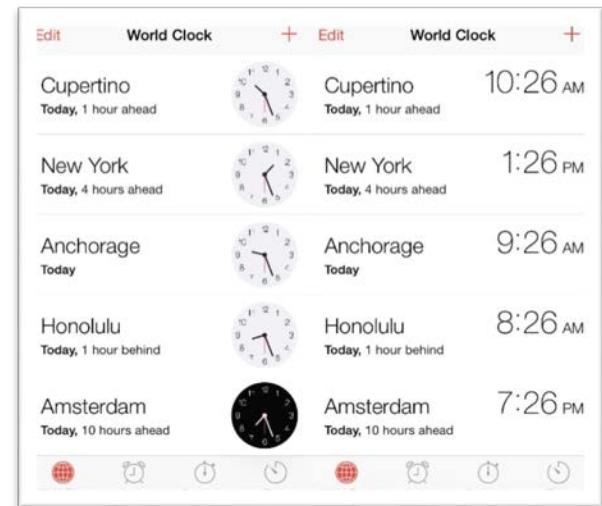 Edit World Clock +
Cupertino
Today, 1 hour ahead
New York
Today, 4 hours ahead
Anchorage
Today
Honolulu
Today, 1 hour behind
Amsterdam
Today, 10 hours ahead
Edit World Clock +
Cupertino 10:26 AM
Today, 1 hour ahead
New York 1:26 PM
Today, 4 hours ahead
Anchorage 9:26 AM
Today
Honolulu 8:26 AM
Today, 1 hour behind
Amsterdam 7:26 PM
Today, 10 hours ahead